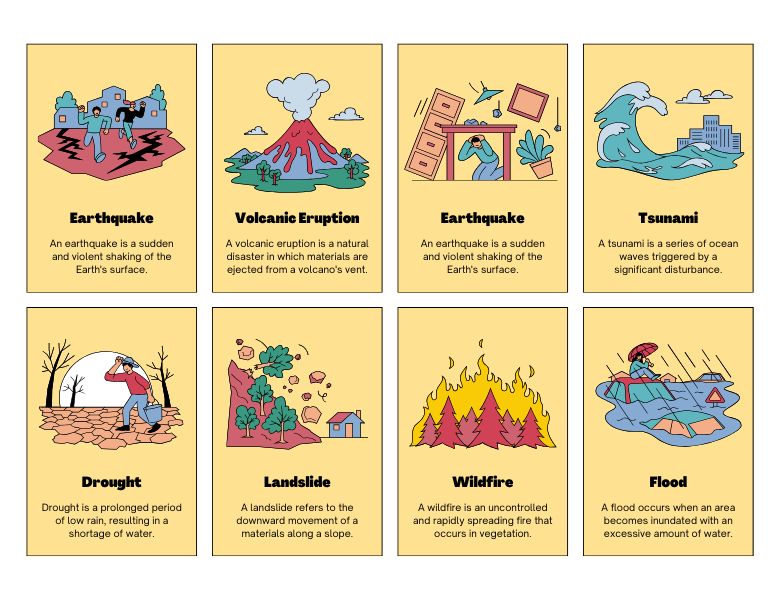 Earthquake
An earthquake is a sudden
and violent shaking of the
Earth's surface.
Volcanic Eruption
A volcanic eruption is a natural
disaster in which materials are
ejected from a volcano's vent.
Earthquake
An earthquake is a sudden
and violent shaking of the
Earth's surface.
Tsunami
A tsunami is a series of ocean
waves triggered by a
significant disturbance.
Drought
Drought is a prolonged period
of low rain, resulting in a
shortage of water.
Landslide
A landslide refers to the
downward movement of a
materials along a slope.
Wildfire
A wildfire is an uncontrolled
and rapidly spreading fire that
occurs in vegetation.
Flood
A flood occurs when an area
becomes inundated with an
excessive amount of water.